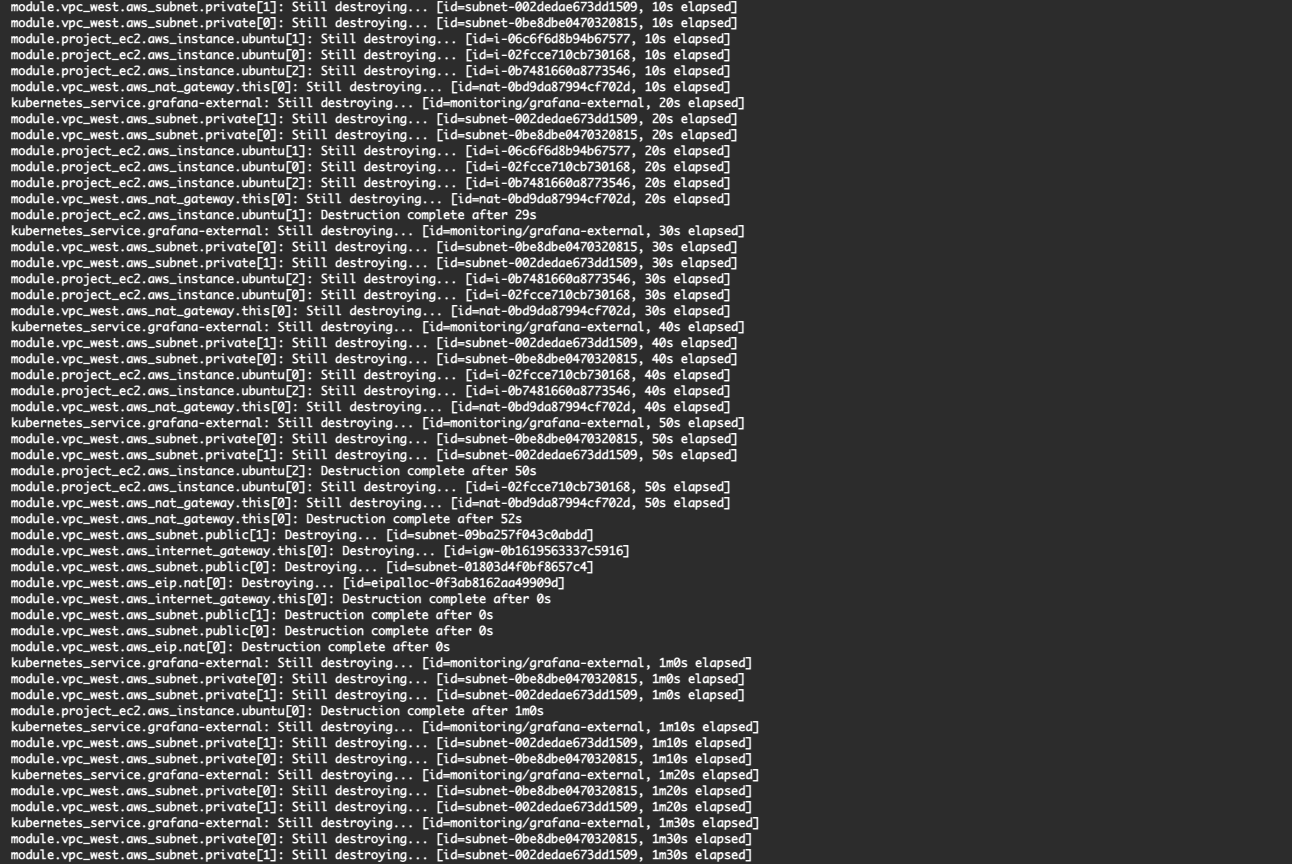 module.vpc_west.aws_subnet.private[1]: Still destroying... [id=subnet-002dedae673dd1509, 10s elapsed]
module.vpc_west.aws_subnet.private[0]: Still destroying... [id=subnet-0be8dbe0470320815, 10s elapsed]
module.project_ec2.aws_instance.ubuntu[1]: Still destroying... [id=i-06c6f6d8b94b67577, 10s elapsed]
module.project_ec2.aws_instance.ubuntu[0]: Still destroying... [id=i-02fcce710cb730168, 10s elapsed]
module.project_ec2.aws_instance.ubuntu[2]: Still destroying... [id=i-0b7481660a8773546, 10s elapsed]
module.vpc_west.aws_nat_gateway.this[0]: Still destroying... [id=nat-0bd9da87994cf702d, 10s elapsed]
kubernetes_service.grafana-external: Still destroying... [id=monitoring/grafana-external, 20s elapsed]
module.vpc_west.aws_subnet.private[1]: Still destroying... [id=subnet-002dedae673dd1509, 20s elapsed]
module.vpc_west.aws_subnet.private[0]: Still destroying... [id=subnet-0be8dbe0470320815, 20s elapsed]
module.project_ec2.aws_instance.ubuntu[1]: Still destroying... [id=i-06c6f6d8b94b67577, 20s elapsed]
module.project_ec2.aws_instance.ubuntu[0]: Still destroying... [id=i-02fcce710cb730168, 20s elapsed]
module.project_ec2.aws_instance.ubuntu[2]: Still destroying... [id=i-0b7481660a8773546, 20s elapsed]
module.vpc_west.aws_nat_gateway.this[0]: Still destroying... [id=nat-0bd9da87994cf702d, 20s elapsed]
module.project_ec2.aws_instance.ubuntu[1]: Destruction complete after 29s
kubernetes_service.grafana-external: Still destroying... [id=monitoring/grafana-external, 30s elapsed]
module.vpc_west.aws_subnet.private[0]: Still destroying... [id=subnet-0be8dbe0470320815, 30s elapsed]
module.vpc_west.aws_subnet.private[1]: Still destroying... [id=subnet-002dedae673dd1509, 30s elapsed]
module.project_ec2.aws_instance.ubuntu[2]: Still destroying... [id=i-0b7481660a8773546, 30s elapsed]
module.project_ec2.aws_instance.ubuntu[0]: Still destroying... [id=i-02fcce710cb730168, 30s elapsed]
module.vpc_west.aws_nat_gateway.this[0]: Still destroying... [id=nat-0bd9da87994cf702d, 30s elapsed]
kubernetes_service.grafana-external: Still destroying... [id=monitoring/grafana-external, 40s elapsed]
module.vpc_west.aws_subnet.private[1]: Still destroying... [id=subnet-002dedae673dd1509, 40s elapsed]
module.vpc_west.aws_subnet.private[0]: Still destroying... [id=subnet-0be8dbe0470320815, 40s elapsed]
module.project_ec2.aws_instance.ubuntu[0]: Still destroying... [id=i-02fcce710cb730168, 40s elapsed]
module.project_ec2.aws_instance.ubuntu[2]: Still destroying... [id=i-0b7481660a8773546, 40s elapsed]
module.vpc_west.aws_nat_gateway.this[0]: Still destroying... [id=nat-0bd9da87994cf702d, 40s elapsed]
kubernetes_service.grafana-external: Still destroying... [id=monitoring/grafana-external, 50s elapsed]
module.vpc_west.aws_subnet.private[0]: Still destroying... [id=subnet-0be8dbe0470320815, 50s elapsed]
module.vpc_west.aws_subnet.private[1]: Still destroying... [id=subnet-002dedae673dd1509, 50s elapsed]
module.project_ec2.aws_instance.ubuntu[2]: Destruction complete after 50s
module.project_ec2.aws_instance.ubuntu[0]: Still destroying... [id=i-02fcce710cb730168, 50s elapsed]
module.vpc_west.aws_nat_gateway.this[0]: Still destroying... [id=nat-0bd9da87994cf702d, 50s elapsed]
module.vpc_west.aws_nat_gateway.this[0]: Destruction complete after 52s
module.vpc_west.aws_subnet.public[1]: Destroying... [id=subnet-09ba257f043c0abdd]
module.vpc_west.aws_internet_gateway.this[0]: Destroying... [id=igw-0b1619563337c5916]
module.vpc_west.aws_subnet.public[0]: Destroying... [id=subnet-01803d4f0bf8657c4]
module.vpc_west.aws_eip.nat[0]: Destroying... [id=eipalloc-0f3ab8162aa49909d]
module.vpc_west.aws_internet_gateway.this[0]: Destruction complete after 0s
module.vpc_west.aws_subnet.public[1]: Destruction complete after 0s
module.vpc_west.aws_subnet.public[0]: Destruction complete after 0s
module.vpc_west.aws_eip.nat[0]: Destruction complete after 0s
kubernetes_service.grafana-external: Still destroying... [id=monitoring/grafana-external, 1m0s elapsed]
module.vpc_west.aws_subnet.private[0]: Still destroying... [id=subnet-0be8dbe0470320815, 1m0s elapsed]
module.vpc_west.aws_subnet.private[1]: Still destroying... [id=subnet-002dedae673dd1509, 1m0s elapsed]
module.project_ec2.aws_instance.ubuntu[0]: Destruction complete after 1m0s
kubernetes_service.grafana-external: Still destroying... [id=monitoring/grafana-external, 1m10s elapsed]
module.vpc_west.aws_subnet.private[1]: Still destroying... [id=subnet-002dedae673dd1509, 1m10s elapsed]
module.vpc_west.aws_subnet.private[0]: Still destroying... [id=subnet-0be8dbe0470320815, 1m10s elapsed]
kubernetes_service.grafana-external: Still destroying... [id=monitoring/grafana-external, 1m20s elapsed]
module.vpc_west.aws_subnet.private[0]: Still destroying... [id=subnet-0be8dbe0470320815, 1m20s elapsed]
module.vpc_west.aws_subnet.private[1]: Still destroying... [id=subnet-002dedae673dd1509, 1m20s elapsed]
kubernetes_service.grafana-external: Still destroying... [id=monitoring/grafana-external, 1m30s elapsed]
module.vpc_west.aws_subnet.private[0]: Still destroying... [id=subnet-0be8dbe0470320815, 1m30s elapsed]
module.vpc_west.aws_subnet.private[1]: Still destroying... [id=subnet-002dedae673dd1509, 1m30s elapsed]